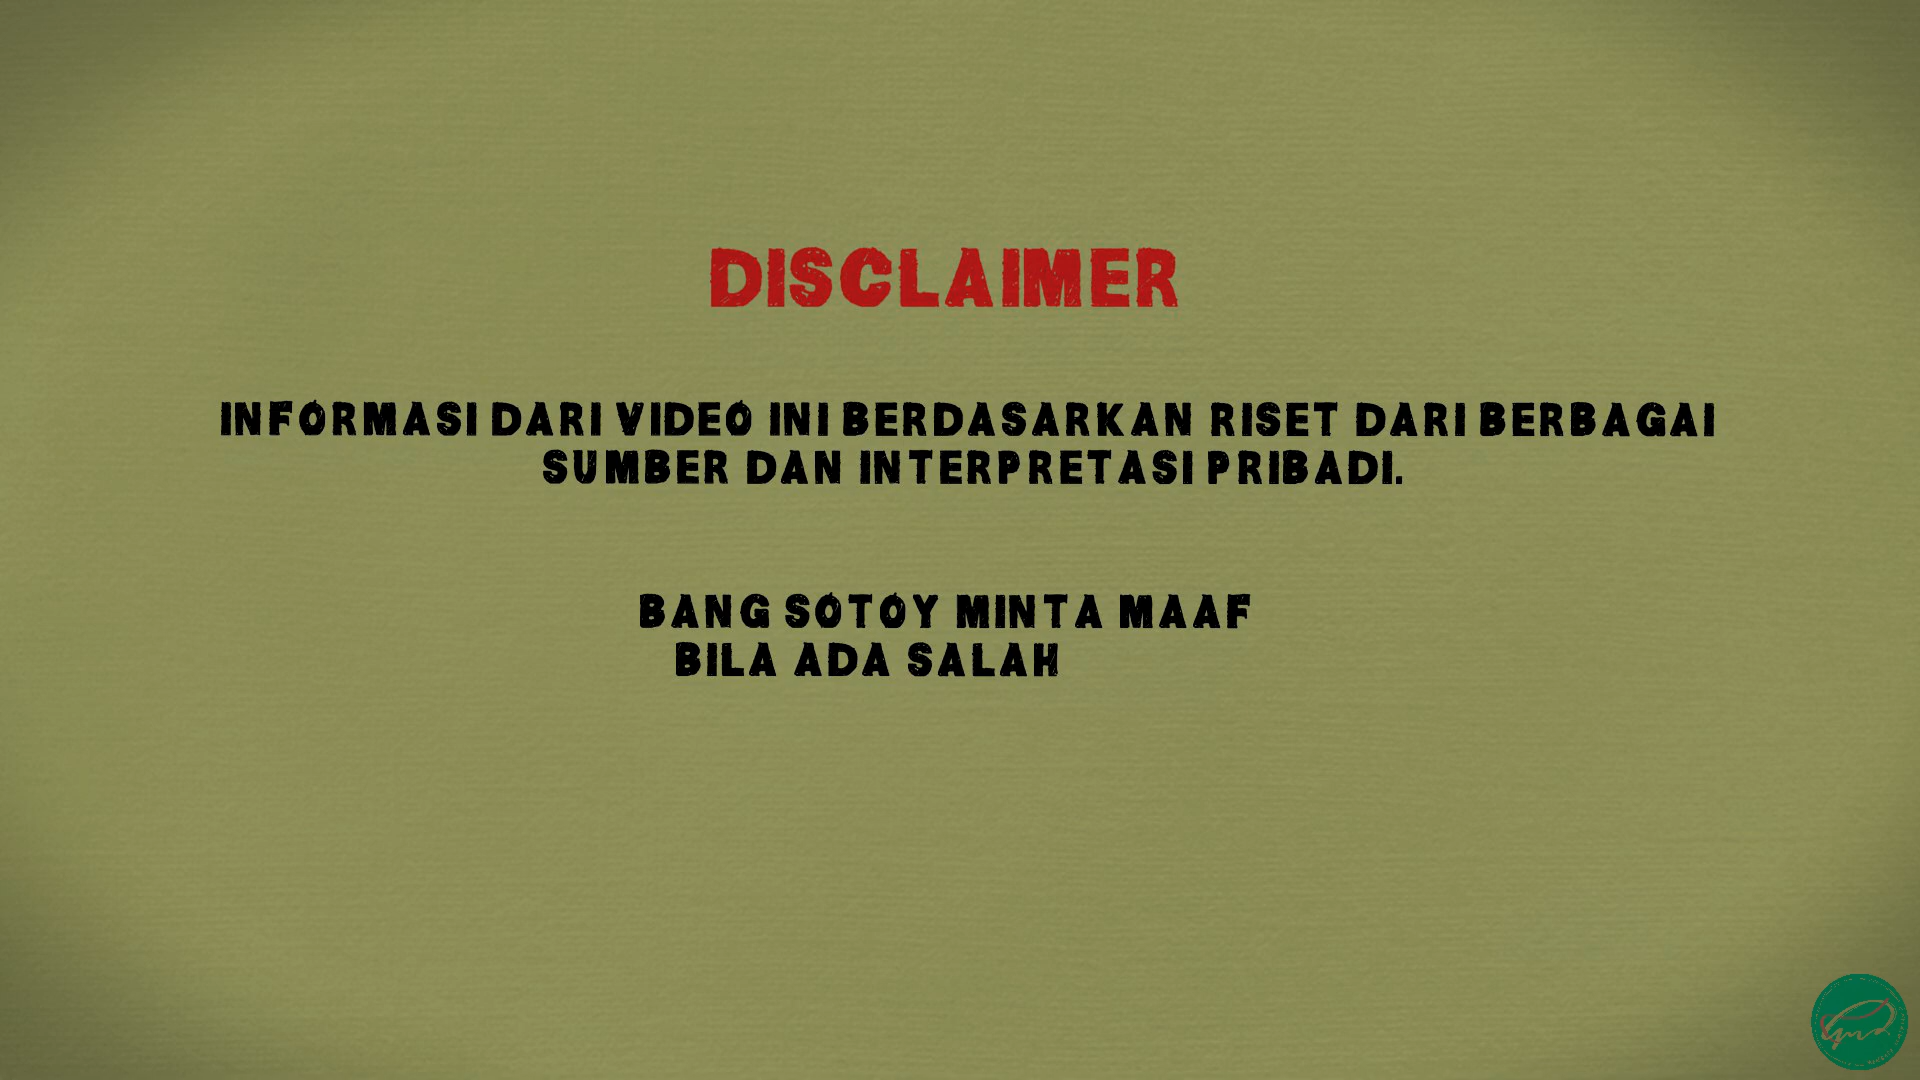 DISCLAIMER
INFORMASI DARI VIDEO INI BERDASARKAN RISET DARI BERBAGAI
SUMBER DAN INTERPRETASI PRIBADI.
BANG SOTOY MINTA MAAF
BILA ADA SALAH